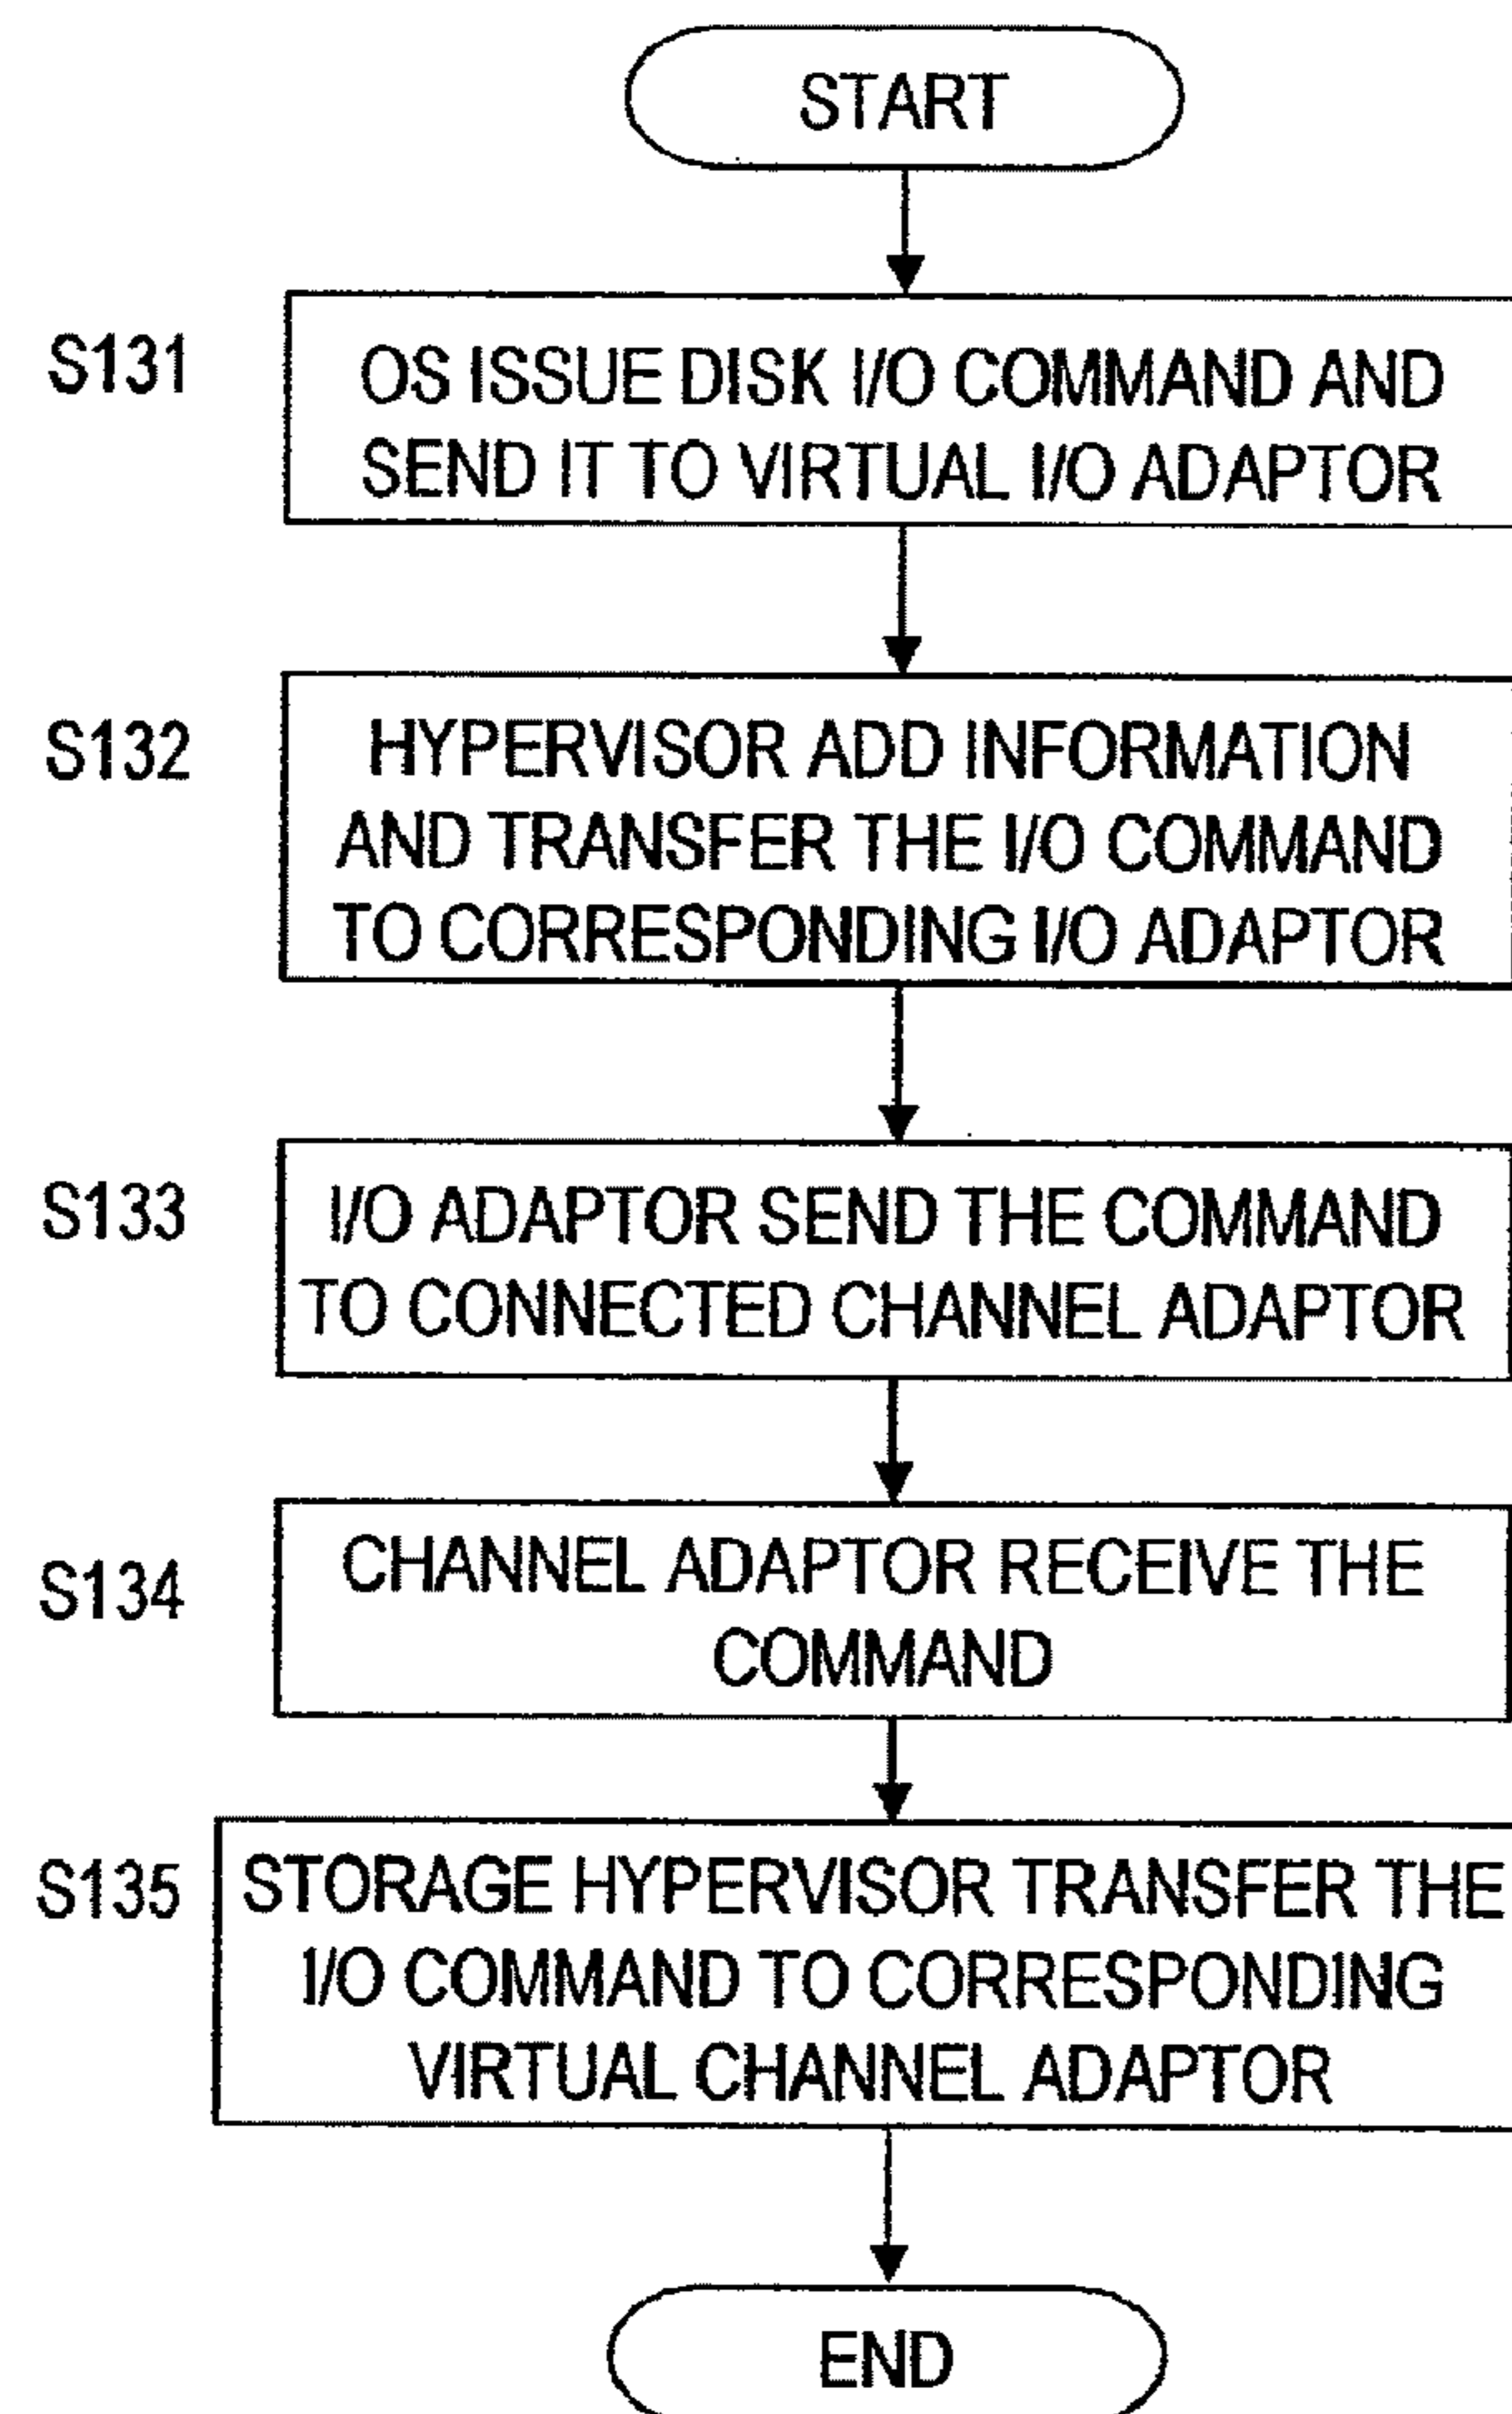 START
S131
OS ISSUE DISK I/O COMMAND AND
SEND IT TO VIRTUAL I/O ADAPTOR
S132
HYPERVISOR ADD INFORMATION
AND TRANSFER THE I/O COMMAND
TO CORRESPONDING I/O ADAPTOR
S133
I/O ADAPTOR SEND THE COMMAND
TO CONNECTED CHANNEL ADAPTOR
S134
CHANNEL ADAPTOR RECEIVE THE
COMMAND
S135
STORAGE HYPERVISOR TRANSFER THE
I/O COMMAND TO CORRESPONDING
VIRTUAL CHANNEL ADAPTOR
END